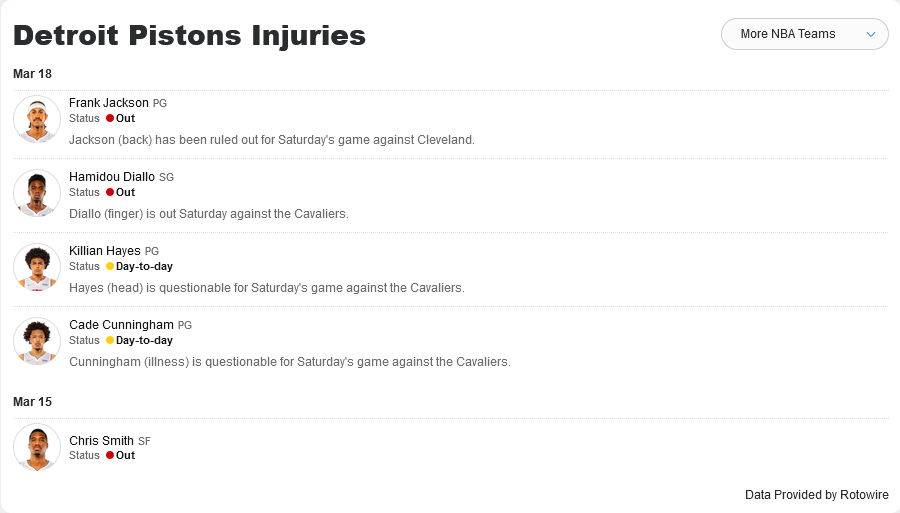 Detroit Pistons Injuries
More NBA Teams
Mar 18
Frank Jackson PG
Status Out
Jackson (back) has been ruled out for Saturday's game against Cleveland.
Hamidou Diallo SG
Status Out
Diallo (finger) is out Saturday against the Cavaliers.
Killian Hayes PG
Status Day-to-day
Hayes (head) is questionable for Saturday's game against the Cavaliers.
Cade Cunningham PG
Status Day-to-day
Cunningham (illness) is questionable for Saturday's game against the Cavaliers.
Mar 15
Chris Smith SF
Status Out
Data Provided by Rotowire